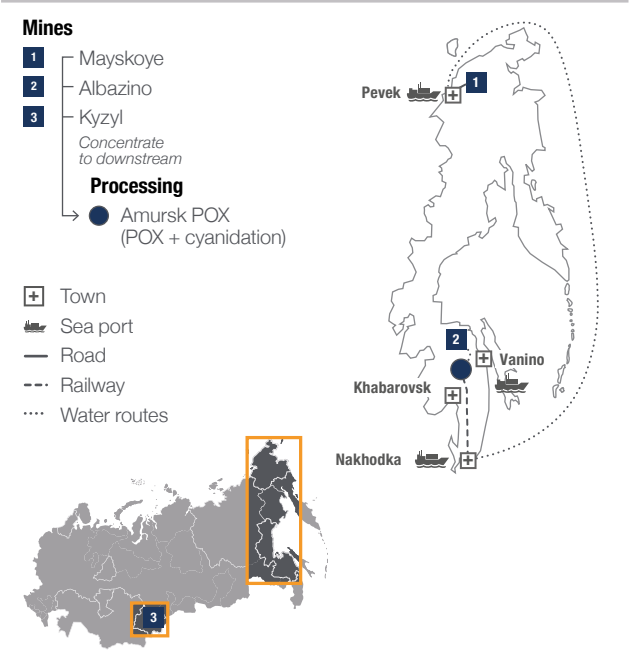 Mines
1 Mayskoye
2 Albazino
3 Kyzyl
Concentrate
to downstream
Processing
Amursk POX
(POX + cyanidation)
Town
Sea port
Road
Railway
Water routes
Pevek
1
2
Vanino
Khabarovsk
Nakhodka
3